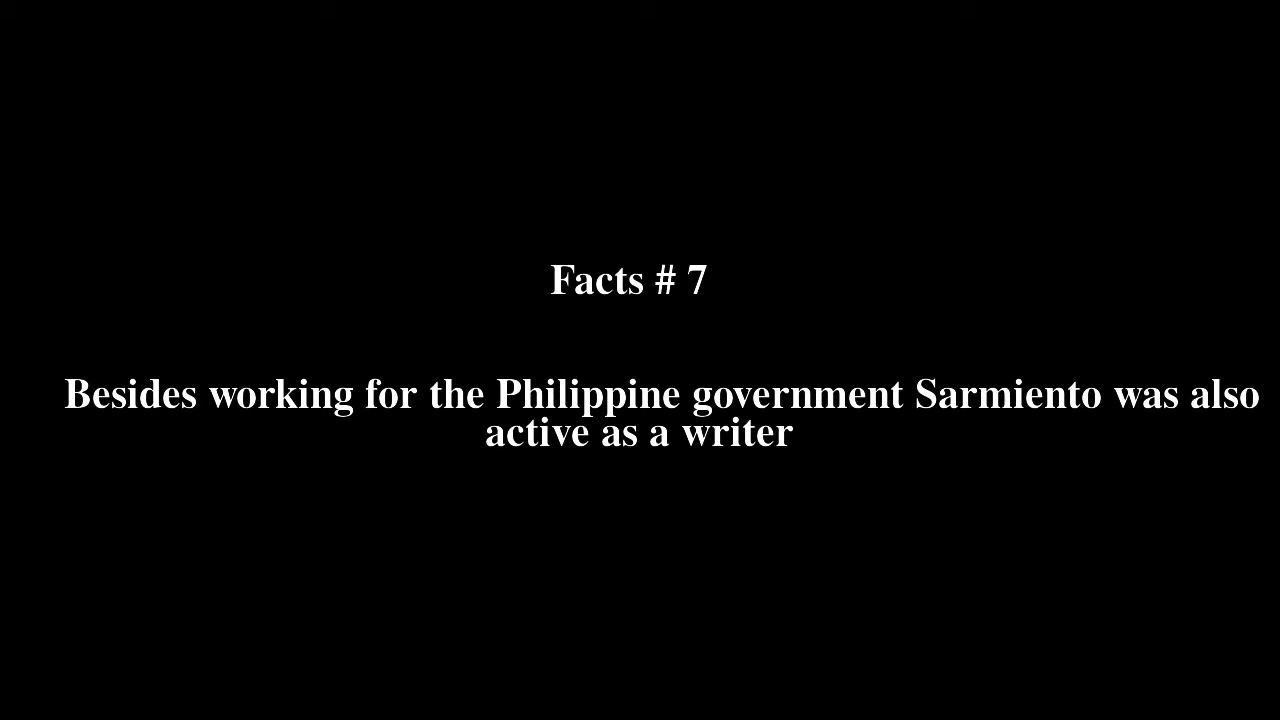 Facts # 7
Besides working for the Philippine government Sarmiento was also
active as a writer